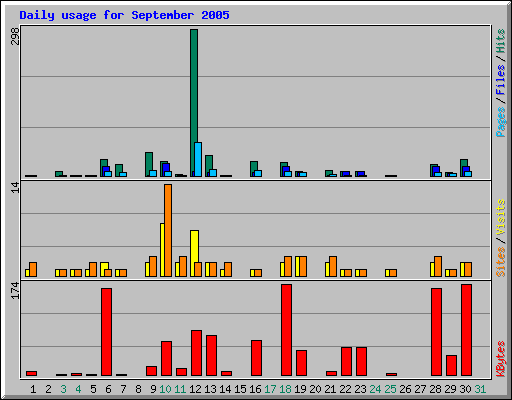 Daily usage for September 2005
298
Pages / Files / Hits
14
Sites / Visits
174
KBytes
1 2 3 4 5 6 7 8 9 10 11 12 13 14 15 16 17 18 19 20 21 22 23 24 25 26 27 28 29 30 31